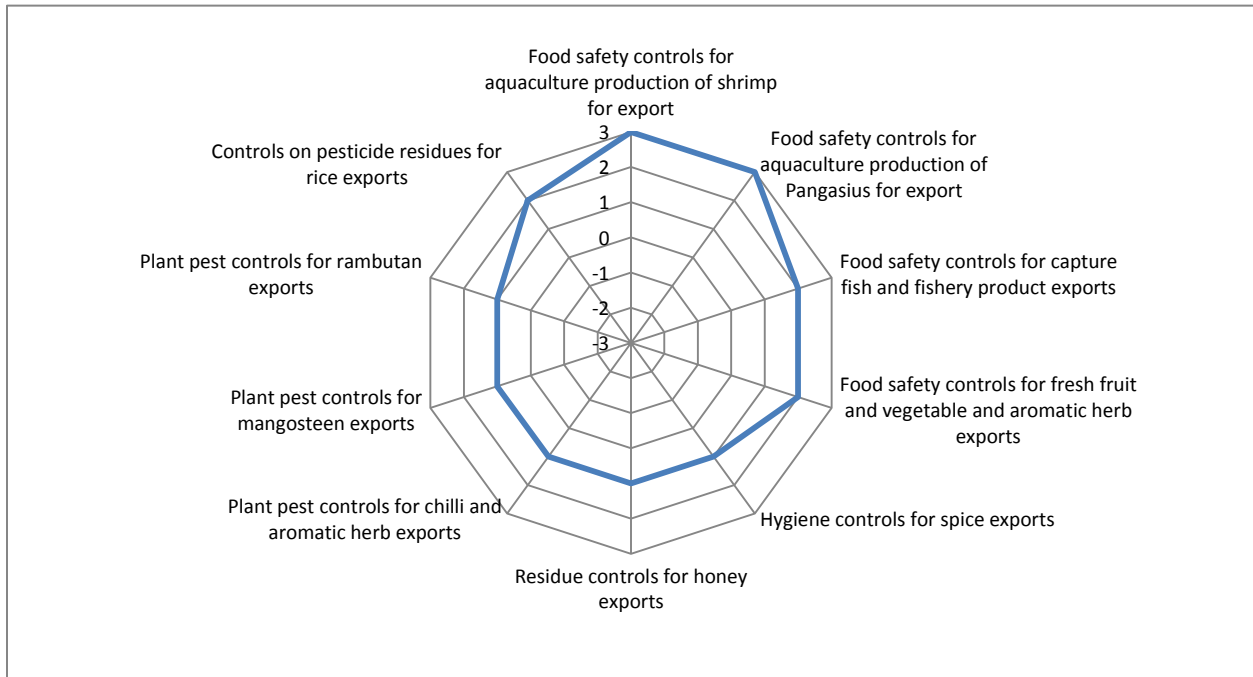 Food safety controls for
aquaculture production of shrimp
for export
Food safety controls for
aquaculture production of
Pangasius for export
Food safety controls for capture
fish and fishery product exports
Food safety controls for fresh fruit
and vegetable and aromatic herb
exports
Hygiene controls for spice exports
Residue controls for honey
exports
Plant pest controls for chilli and
aromatic herb exports
Plant pest controls for
mangosteen exports
Plant pest controls for rambutan
exports
Controls on pesticide residues for
rice exports
3
2
1
0
-1
-2
-3